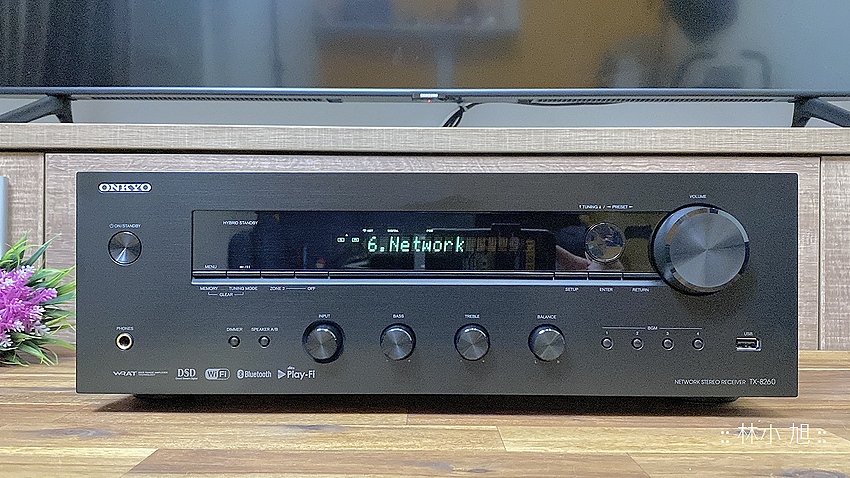 ONKYO
VOLUME
TUNING PRESET
HYBRID STANDBY
ON/STANDBY
6.Network
MENU
MEMORY TUNING MODE ZONE 2 OFF SETUP ENTER RETURN
CLEAR
PHONES DIMMER SPEAKER A/B INPUT BASS TREBLE BALANCE BGM USB
1 2 3 4
WRAT DSD WiFi Bluetooth dts Play-Fi
NETWORK STEREO RECEIVER TX-8260
::林小旭::